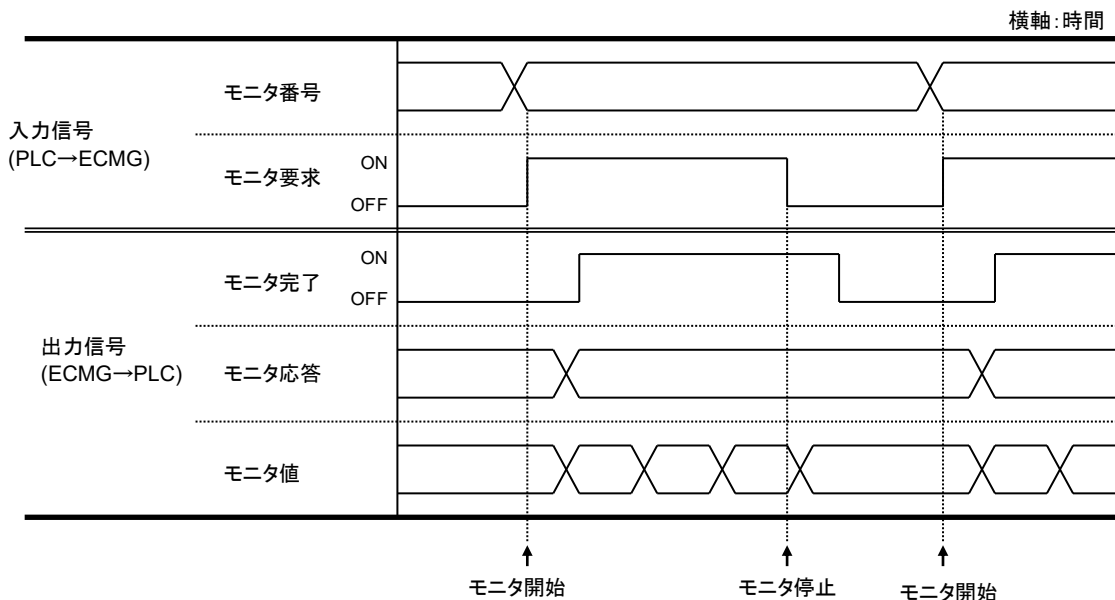 横軸：時間
モニタ番号
入力信号
(PLC→ECMG)
モニタ要求
ON
OFF
モニタ完了
ON
OFF
出力信号
(ECMG→PLC)
モニタ応答
モニタ値
モニタ開始
モニタ停止
モニタ開始